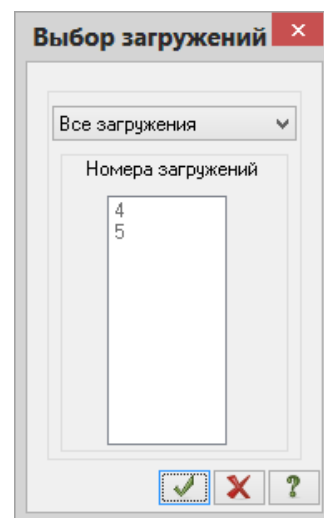 Выбор загружений
Все загружения
Номера загружений
4
5